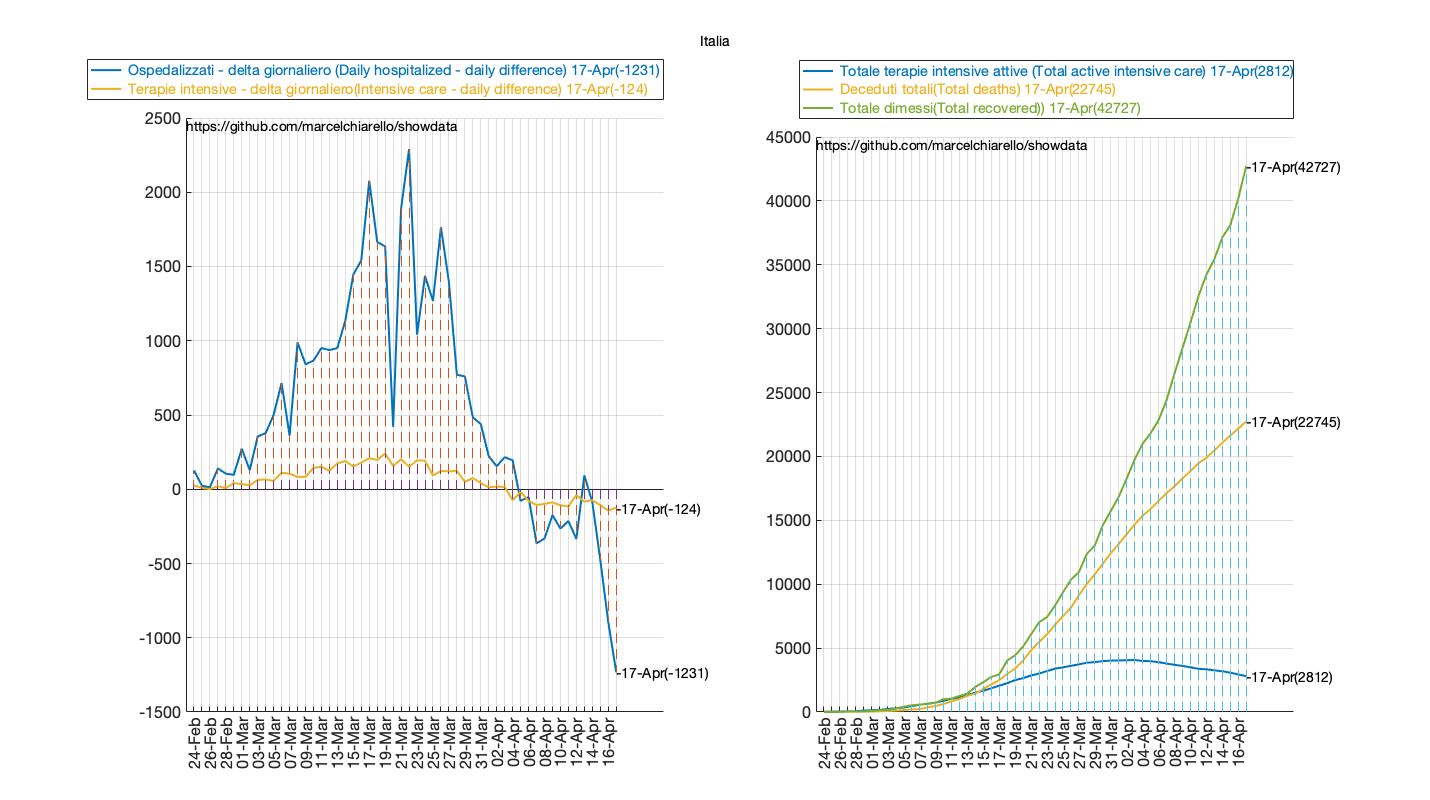 Italia
Ospedalizzati - delta giornaliero (Daily hospitalized - daily difference) 17-Apr(-1231)
Terapie intensive - delta giornaliero(Intensive care - daily difference) 17-Apr(-124)
https://github.com/marcelchiarello/showdata
2500
2000
1500
1000
500
0
-500
-1000
-1500
-17-Apr(-124)
-17-Apr(-1231)
24-Feb
26-Feb
28-Feb
01-Mar
03-Mar
05-Mar
07-Mar
09-Mar
11-Mar
13-Mar
15-Mar
17-Mar
19-Mar
21-Mar
23-Mar
25-Mar
27-Mar
29-Mar
31-Mar
02-Apr
04-Apr
06-Apr
08-Apr
10-Apr
12-Apr
14-Apr
16-Apr
Totale terapie intensive attive (Total active intensive care) 17-Apr(2812)
Deceduti totali(Total deaths) 17-Apr(22745)
Totale dimessi(Total recovered)) 17-Apr(42727)
https://github.com/marcelchiarello/showdata
45000
40000
35000
30000
25000
20000
15000
10000
5000
0
-17-Apr(42727)
-17-Apr(22745)
-17-Apr(2812)
24-Feb
26-Feb
28-Feb
01-Mar
03-Mar
05-Mar
07-Mar
09-Mar
11-Mar
13-Mar
15-Mar
17-Mar
19-Mar
21-Mar
23-Mar
25-Mar
27-Mar
29-Mar
31-Mar
02-Apr
04-Apr
06-Apr
08-Apr
10-Apr
12-Apr
14-Apr
16-Apr